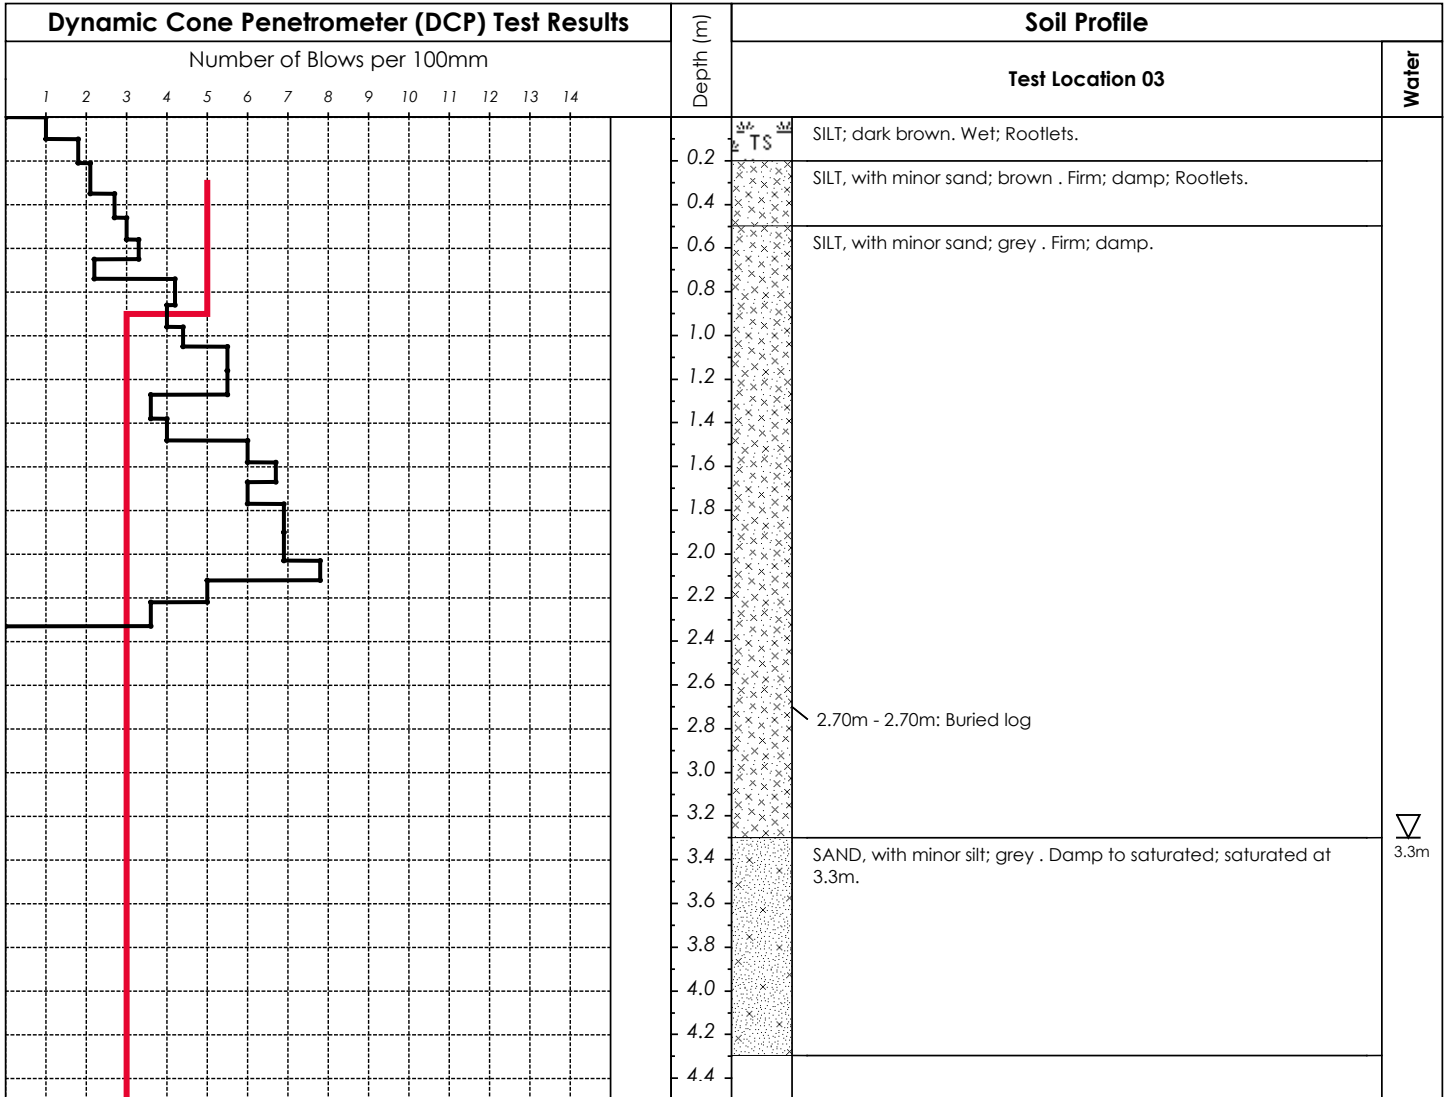 Dynamic Cone Penetrometer (DCP) Test Results
Number of Blows per 100mm
1 2 3 4 5 6 7 8 9 10 11 12 13 14
Depth (m)
Soil Profile
Test Location 03
Water
TS
SILT; dark brown. Wet; Rootlets.
0.2
SILT, with minor sand; brown . Firm; damp; Rootlets.
0.4
0.6
SILT, with minor sand; grey . Firm; damp.
0.8
1.0
1.2
1.4
1.6
1.8
2.0
2.2
2.4
2.6
2.70m - 2.70m: Buried log
2.8
3.0
3.2
3.4
SAND, with minor silt; grey . Damp to saturated; saturated at
3.3m.
3.3m
3.6
3.8
4.0
4.2
4.4